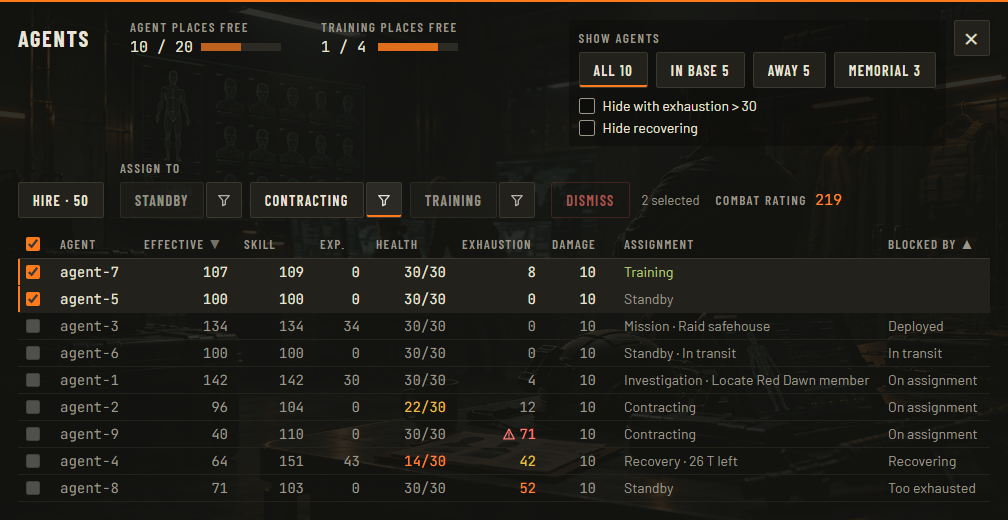 AGENTS
AGENT PLACES FREE
10 / 20
TRAINING PLACES FREE
1 / 4
SHOW AGENTS
ALL 10 IN BASE 5 AWAY 5 MEMORIAL 3
Hide with exhaustion > 30
Hide recovering
ASSIGN TO
HIRE · 50 STANDBY CONTRACTING TRAINING DISMISS 2 selected COMBAT RATING 219
AGENT EFFECTIVE ▼ SKILL EXP. HEALTH EXHAUSTION DAMAGE ASSIGNMENT BLOCKED BY ▲
agent-7 107 109 0 30/30 8 10 Training
agent-5 100 100 0 30/30 0 10 Standby
agent-3 134 134 34 30/30 0 10 Mission · Raid safehouse Deployed
agent-6 100 100 0 30/30 0 10 Standby · In transit In transit
agent-1 142 142 30 30/30 4 10 Investigation · Locate Red Dawn member On assignment
agent-2 96 104 0 22/30 12 10 Contracting On assignment
agent-9 40 110 0 30/30 71 10 Contracting On assignment
agent-4 64 151 43 14/30 42 10 Recovery · 26 T left Recovering
agent-8 71 103 0 30/30 52 10 Standby Too exhausted